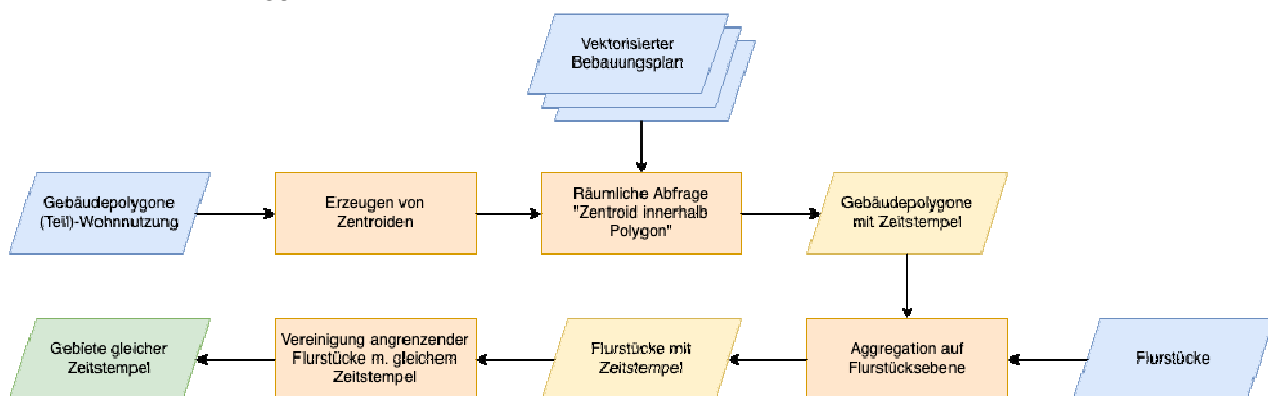 Vektorisierter
Bebauungsplan
Gebäudepolygone
(Teil)-Wohnnutzung
Erzeugen von
Zentroiden
Räumliche Abfrage
"Zentroid innerhalb
Polygon"
Gebäudepolygone
mit Zeitstempel
Gebiete gleicher
Zeitstempel
Vereinigung angrenzender
Flurstücke m. gleichem
Zeitstempel
Flurstücke mit
Zeitstempel
Aggregation auf
Flurstücksebene
Flurstücke